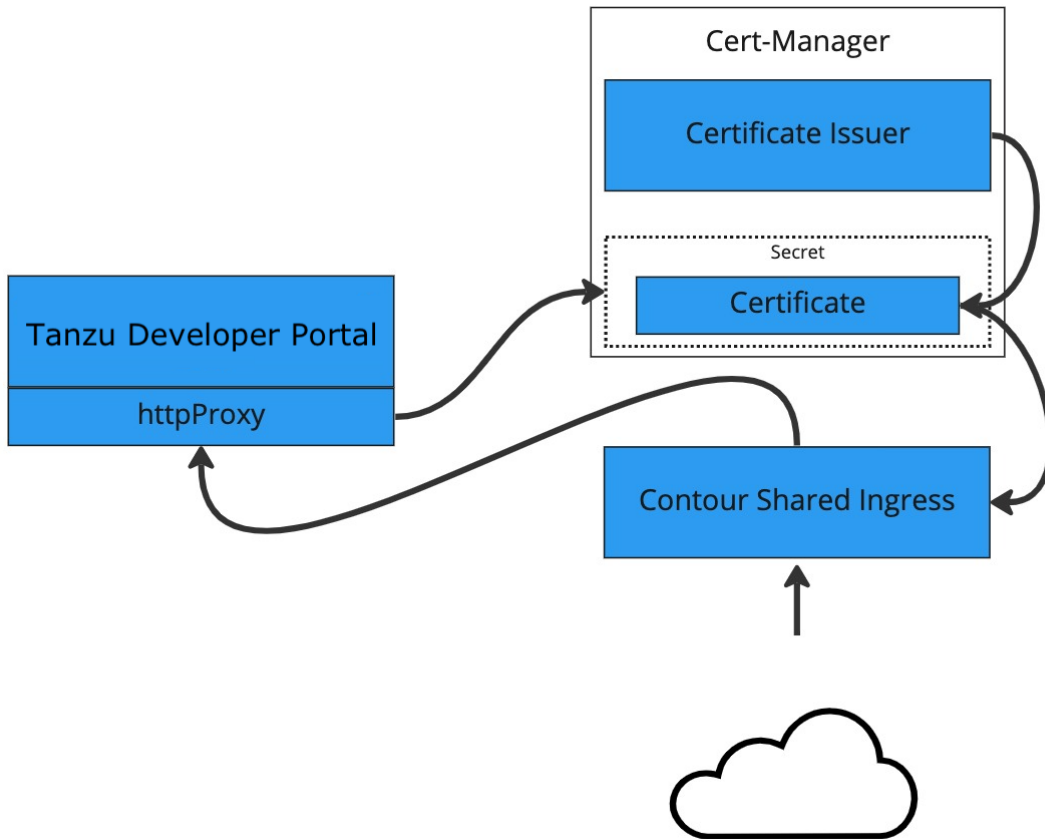 Cert-Manager
Certificate Issuer
Secret
Certificate
Tanzu Developer Portal
httpProxy
Contour Shared Ingress